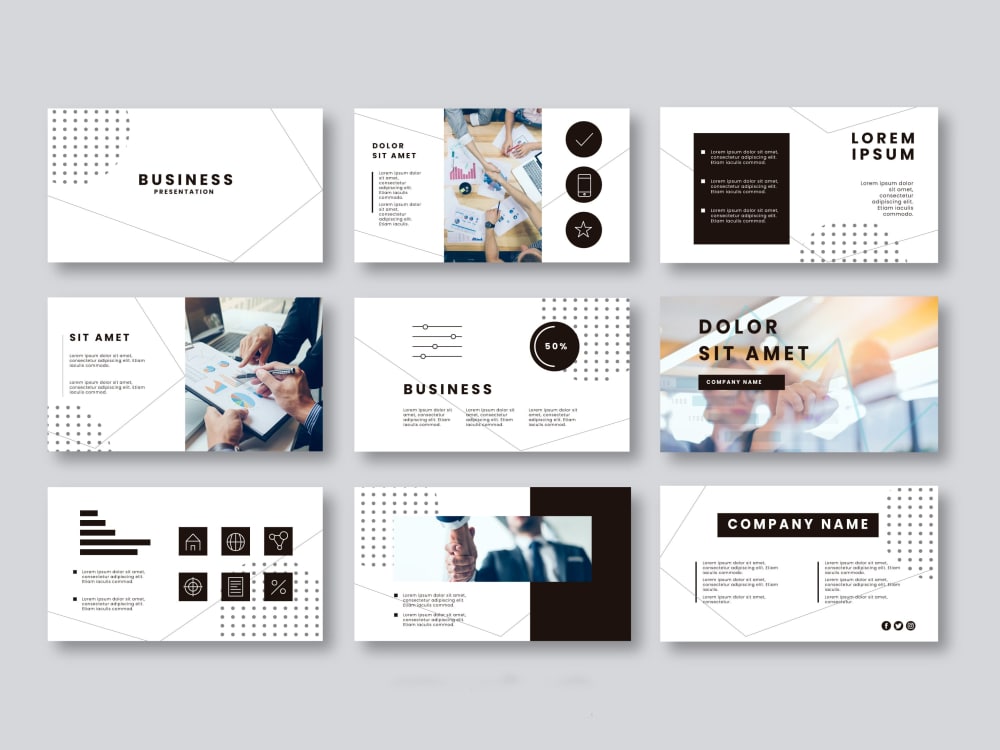 BUSINESS
PRESENTATION
DOLOR
SIT AMET
Lorem ipsum dolor
sit amet,
consectetur
adipiscing elit.
Etiam iaculis
commodo.
Lorem ipsum dolor
sit amet,
consectetur
adipiscing elit.
Etiam iaculis.
Lorem ipsum dolor sit amet,
consectetur adipiscing elit.
Etiam iaculis commodo.
Lorem ipsum dolor sit amet,
consectetur adipiscing elit.
Etiam iaculis commod.
Lorem ipsum dolor sit amet,
consectetur adipiscing elit.
Etiam iaculis commod.
LOREM
IPSUM
Lorem ipsum dolor
sit amet,
consectetur
adipiscing elit.
Etiam iaculis
commodo.
SIT AMET
Lorem ipsum dolor sit amet,
consectetur adipiscing elit. Etiam
iaculis commodo.
Lorem ipsum dolor sit amet,
consectetur adipiscing elit. Etiam
iaculis commod.
50%
BUSINESS
Lorem ipsum dolor sit
amet, consectetur
adipiscing elit. Etiam
iaculis commod.
Lorem ipsum dolor sit
amet, consectetur
adipiscing elit. Etiam
iaculis commod.
Lorem ipsum dolor sit
amet, consectetur
adipiscing elit. Etiam
iaculis commod.
DOLOR
SIT AMET
COMPANY NAME
Lorem ipsum dolor sit amet,
consectetur adipiscing elit.
Etiam iaculis commod.
Lorem ipsum dolor sit amet,
consectetur adipiscing elit.
Etiam iaculis commod.
Lorem ipsum dolor sit amet,
consectetur adipiscing elit.
Etiam iaculis commod.
Lorem ipsum dolor sit amet,
consectetur adipiscing elit.
Etiam iaculis commod.
COMPANY NAME
Lorem ipsum dolor sit amet,
consectetur adipiscing elit. Etiam
iaculis commodo.
Lorem ipsum dolor sit amet,
consectetur adipiscing elit. Etiam
iaculis commod.
Lorem ipsum dolor sit amet,
consectetur
Lorem ipsum dolor sit amet,
consectetur adipiscing elit. Etiam
iaculis commod.
Lorem ipsum dolor sit amet,
consectetur adipiscing elit. Etiam
iaculis commod.
Lorem ipsum dolor sit amet,
consectetur